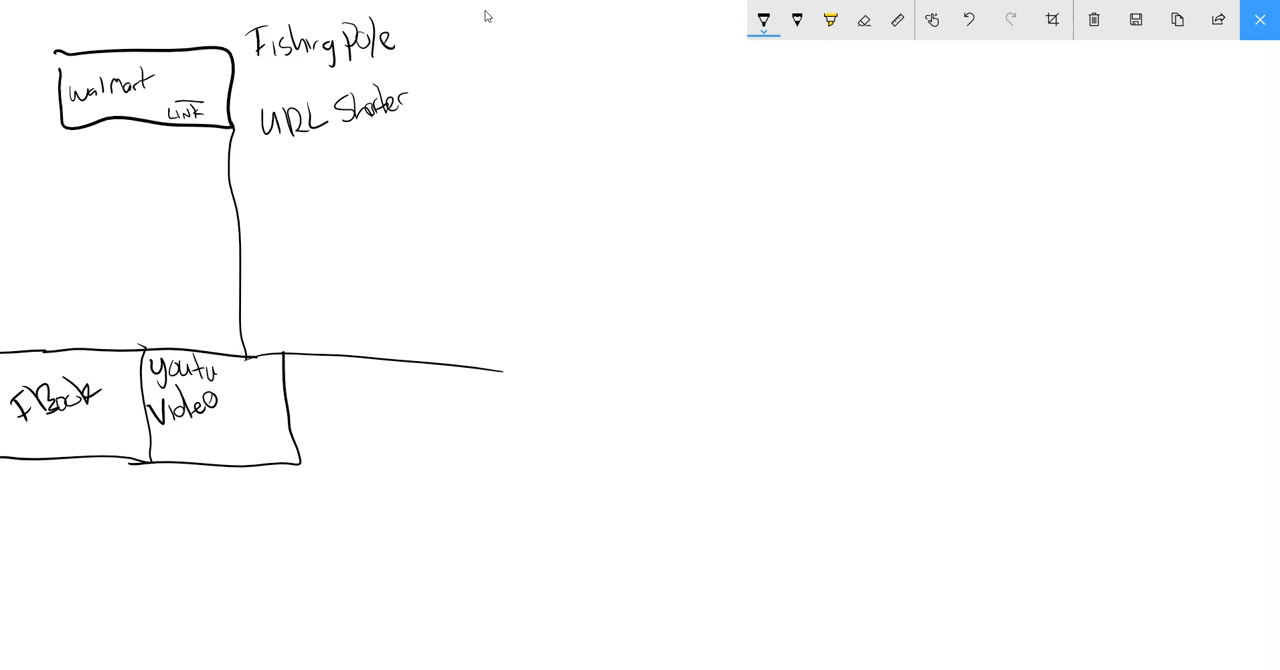 Fishing pole
Walmart
LINK
URL Shorter
FBook
Youtu
Video